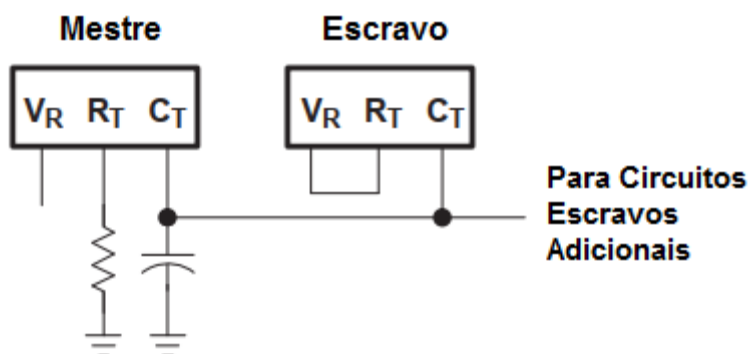 Mestre
Escravo
VR RT CT
VR RT CT
Para Circuitos
Escravos
Adicionais